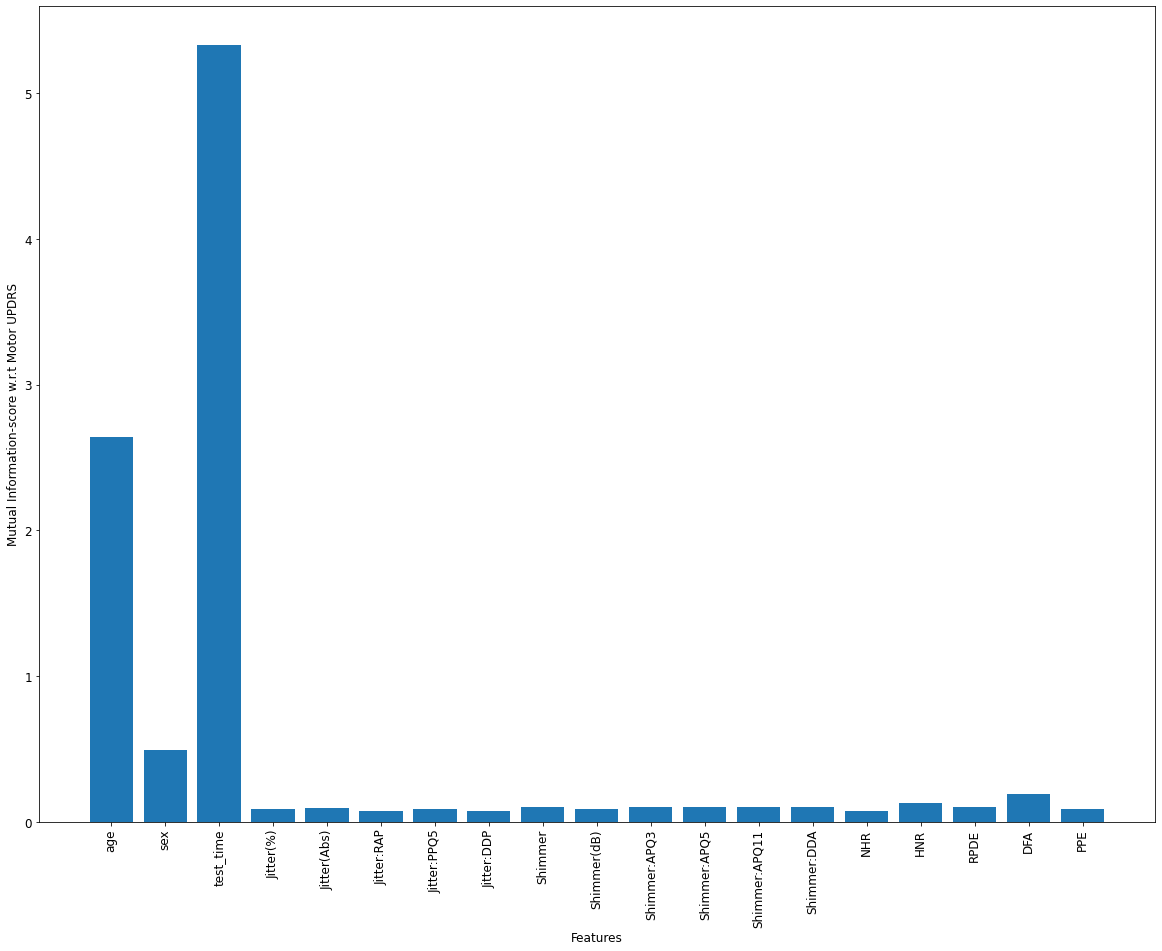 Mutual Information-score w.r.t Motor UPDRS
5
4
3
2
1
0
age
sex
test_time
Jitter(%)
Jitter(Abs)
Jitter:RAP
Jitter:PPQ5
Jitter:DDP
Shimmer
Shimmer(dB)
Shimmer:APQ3
Shimmer:APQ5
Shimmer:APQ11
Shimmer:DDA
NHR
HNR
RPDE
DFA
PPE
Features